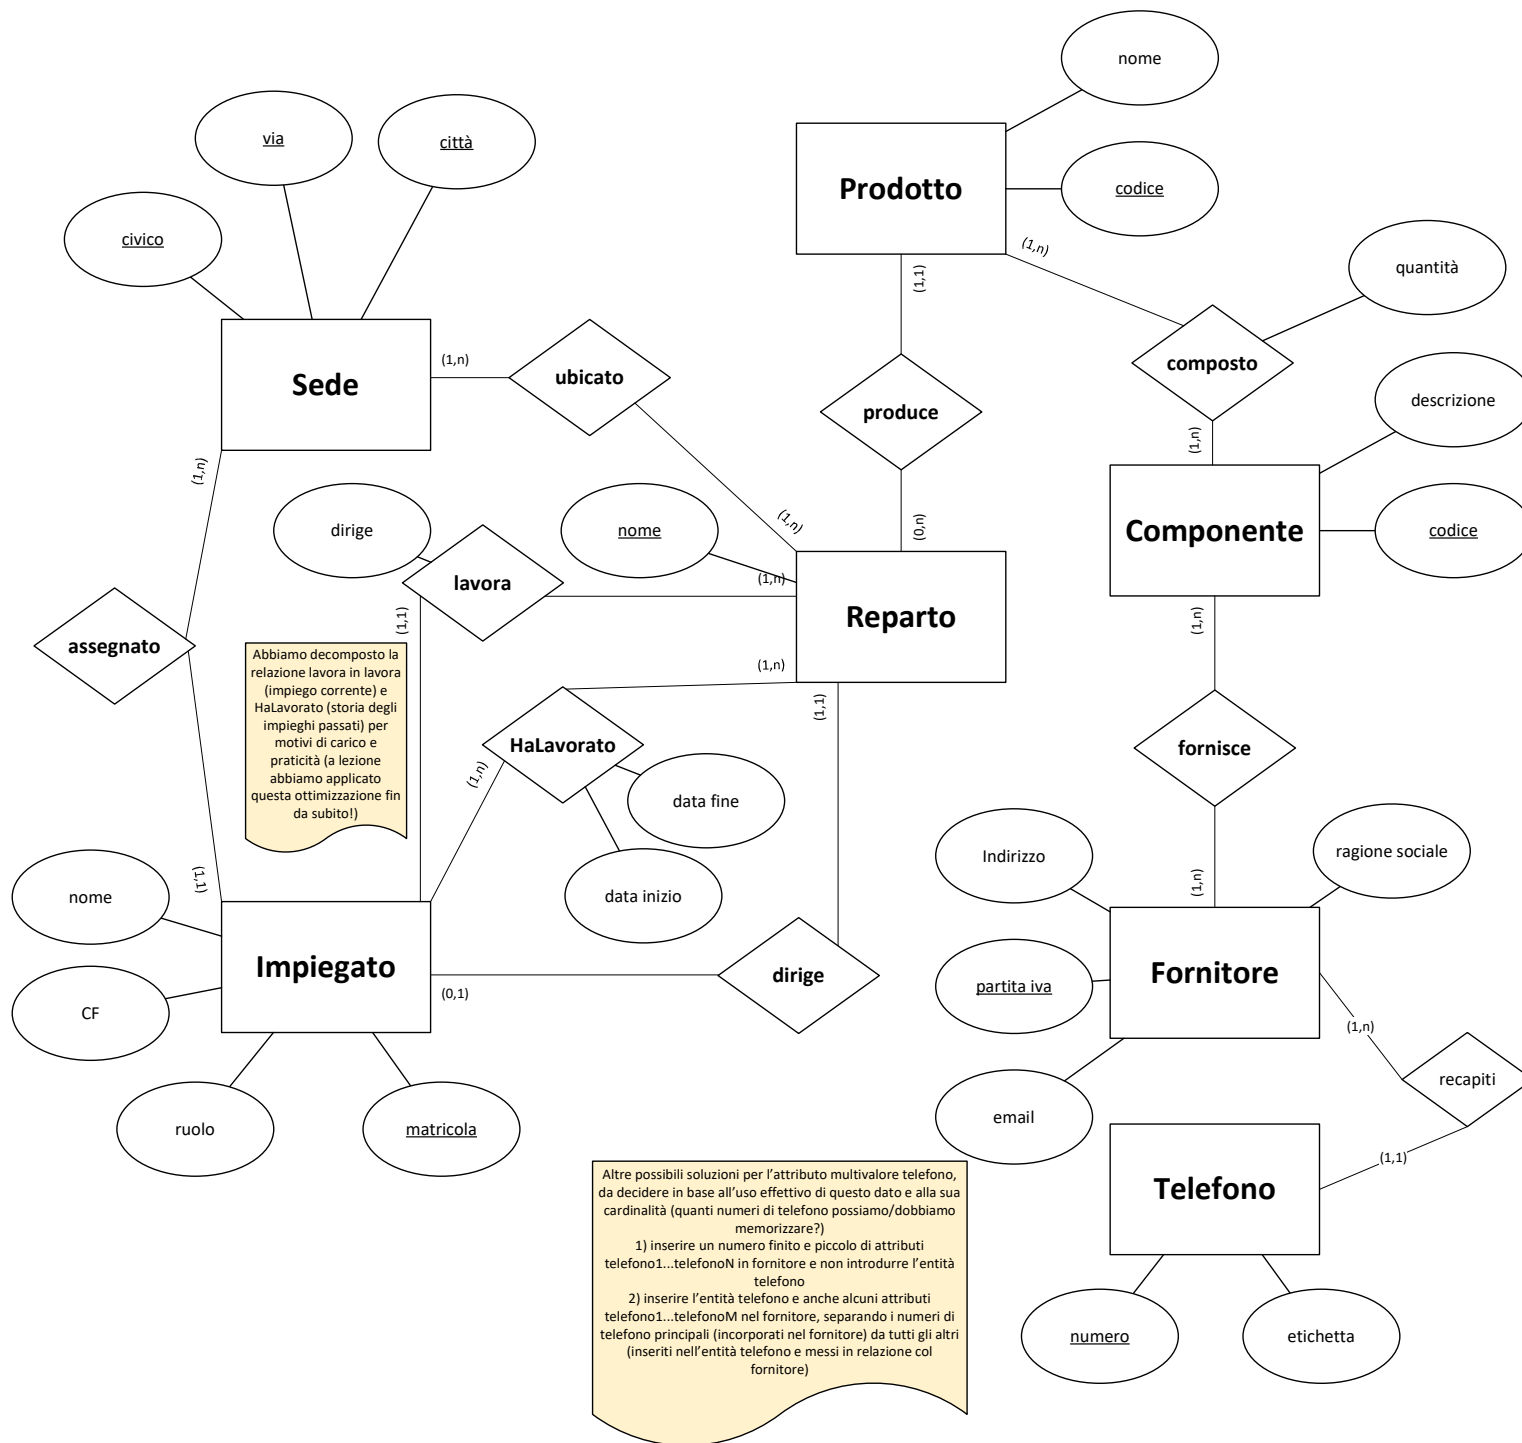 nome
via
città
Prodotto
codice
civico
(1,n)
quantità
(1,1)
Sede
(1,n)
ubicato
composto
produce
descrizione
(1,n)
(1,n)
dirige
nome
(1,n)
(0,n)
Componente
codice
lavora
(1,n)
Reparto
(1,1)
(1,n)
assegnato
Abbiamo decomposto la
relazione lavora in lavora
(impiego corrente) e
HaLavorato (storia degli
impieghi passati) per
motivi di carico e
praticità (a lezione
abbiamo applicato
questa ottimizzazione fin
da subito!)
(1,n)
(1,1)
HaLavorato
(1,n)
fornisce
data fine
Indirizzo
ragione sociale
(1,1)
nome
data inizio
(1,n)
Impiegato
dirige
Fornitore
(0,1)
partita iva
CF
(1,n)
recapiti
email
ruolo
matricola
(1,1)
Telefono
Altre possibili soluzioni per l'attributo multivalore telefono,
da decidere in base all'uso effettivo di questo dato e alla sua
cardinalità (quanti numeri di telefono possiamo/dobbiamo
memorizzare?)
1) inserire un numero finito e piccolo di attributi
telefono1...telefonoN in fornitore e non introdurre l'entità
telefono
2) inserire l'entità telefono e anche alcuni attributi
telefono1...telefonoM nel fornitore, separando i numeri di
telefono principali (incorporati nel fornitore) da tutti gli altri
(inseriti nell'entità telefono e messi in relazione col
fornitore)
numero
etichetta